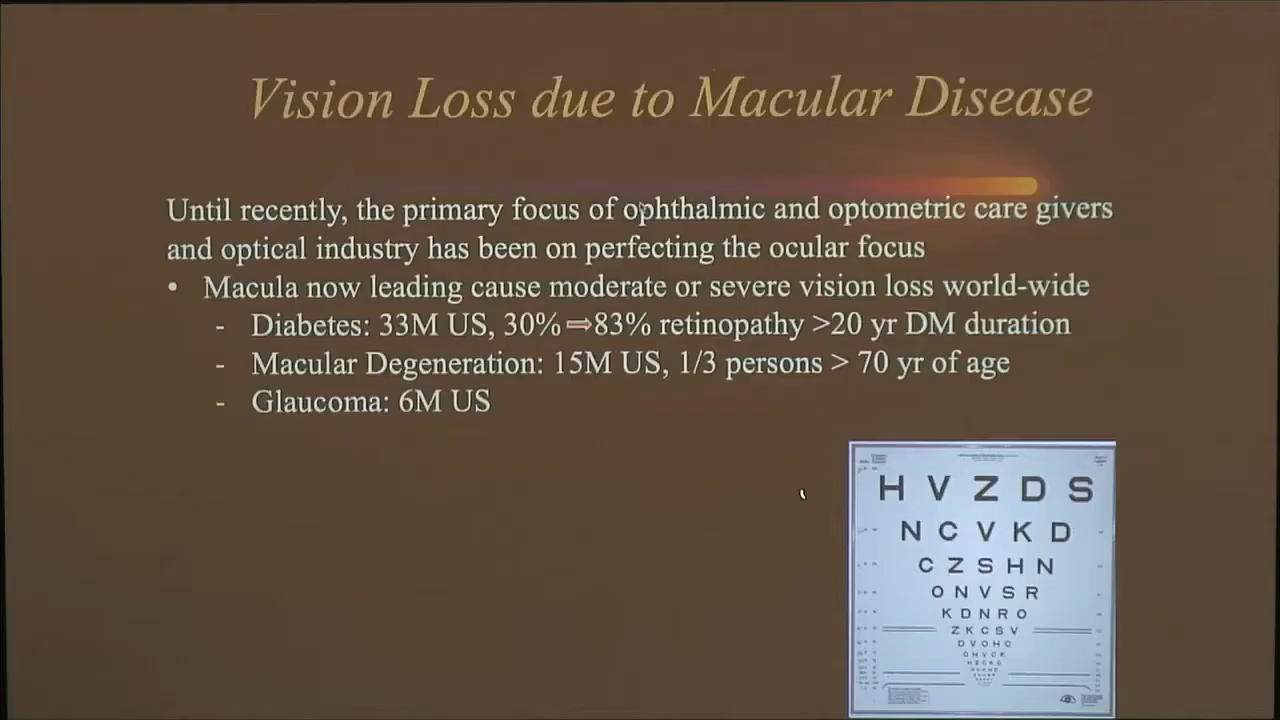 Vision Loss due to Macular Disease
Until recently, the primary focus of ophthalmic and optometric care givers
and optical industry has been on perfecting the ocular focus
• Macula now leading cause moderate or severe vision loss world-wide
- Diabetes: 33M US, 30%⇒83% retinopathy >20 yr DM duration
- Macular Degeneration: 15M US, 1/3 persons > 70 yr of age
- Glaucoma: 6M US
H V Z D S
N C V K D
C Z S H N
O N V S R
K D N R O
Z K C S V
D V O H C